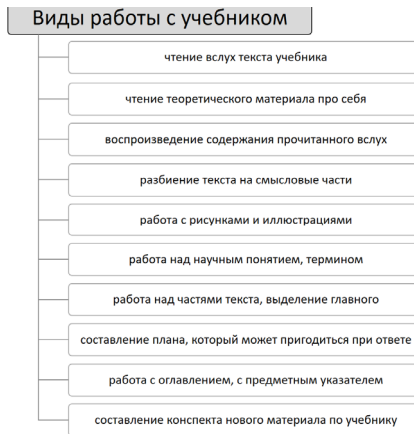 Виды работы с учебником
чтение вслух текста учебника
чтение теоретического материала про себя
воспроизведение содержания прочитанного вслух
разбиение текста на смысловые части
работа с рисунками и иллюстрациями
работа над научным понятием, термином
работа над частями текста, выделение главного
составление плана, который может пригодиться при ответе
работа с оглавлением, с предметным указателем
составление конспекта нового материала по учебнику